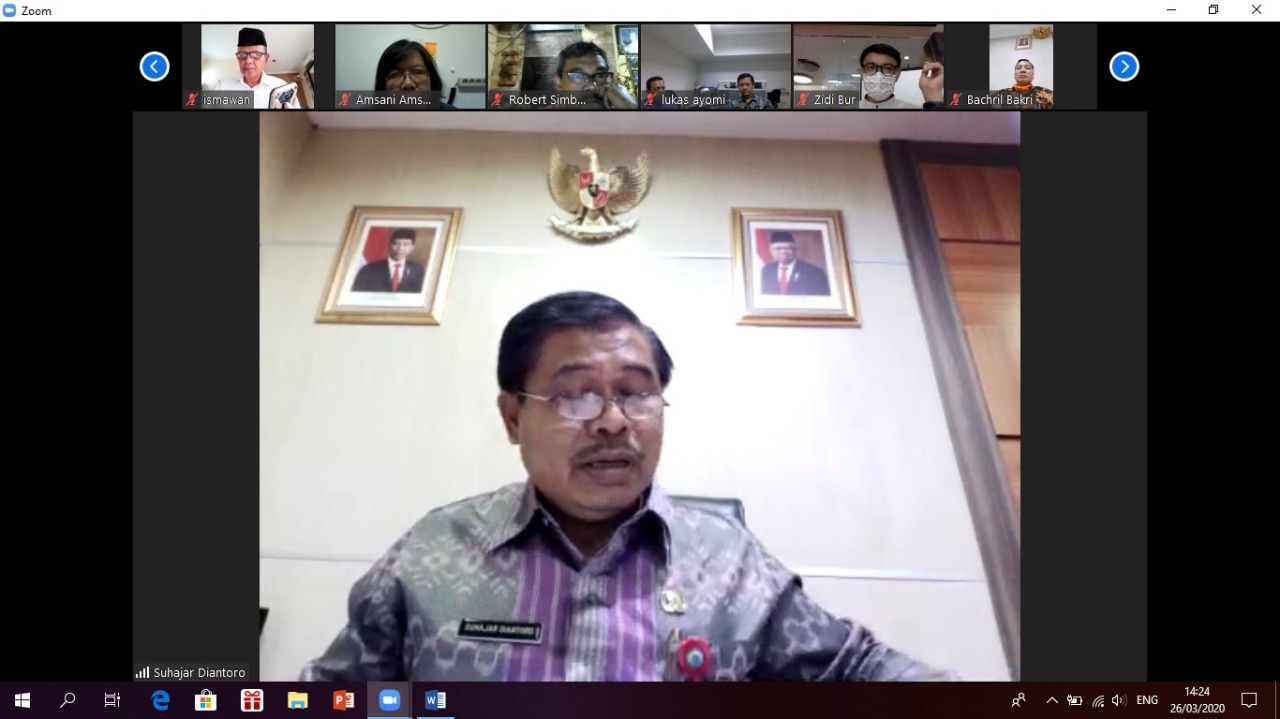 Zoom
ismawan
Amsani Ams...
Robert Simb...
lukas ayomi
Zidi Bur
Bachril Bakri
SUHAJAR DIANTORO
Suhajar Diantoro
ENG
14:24
26/03/2020